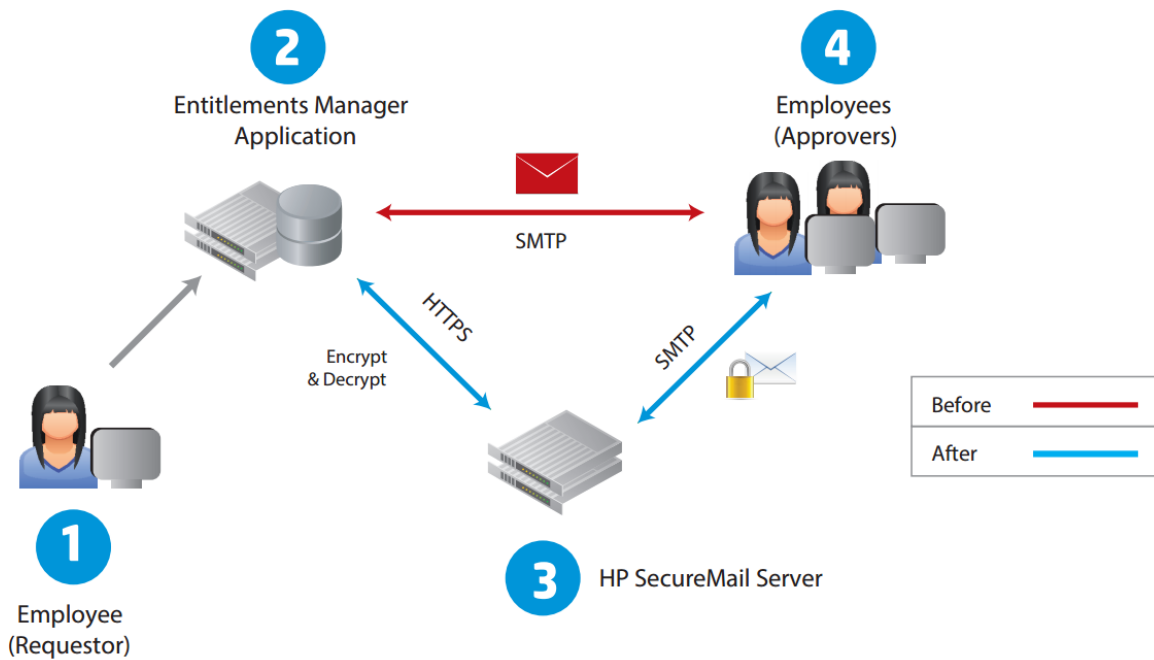 2
Entitlements Manager
Application
4
Employees
(Approvers)
SMTP
HTTPS
Encrypt
& Decrypt
SMTP
Before
After
1
Employee
(Requestor)
3
HP SecureMail Server